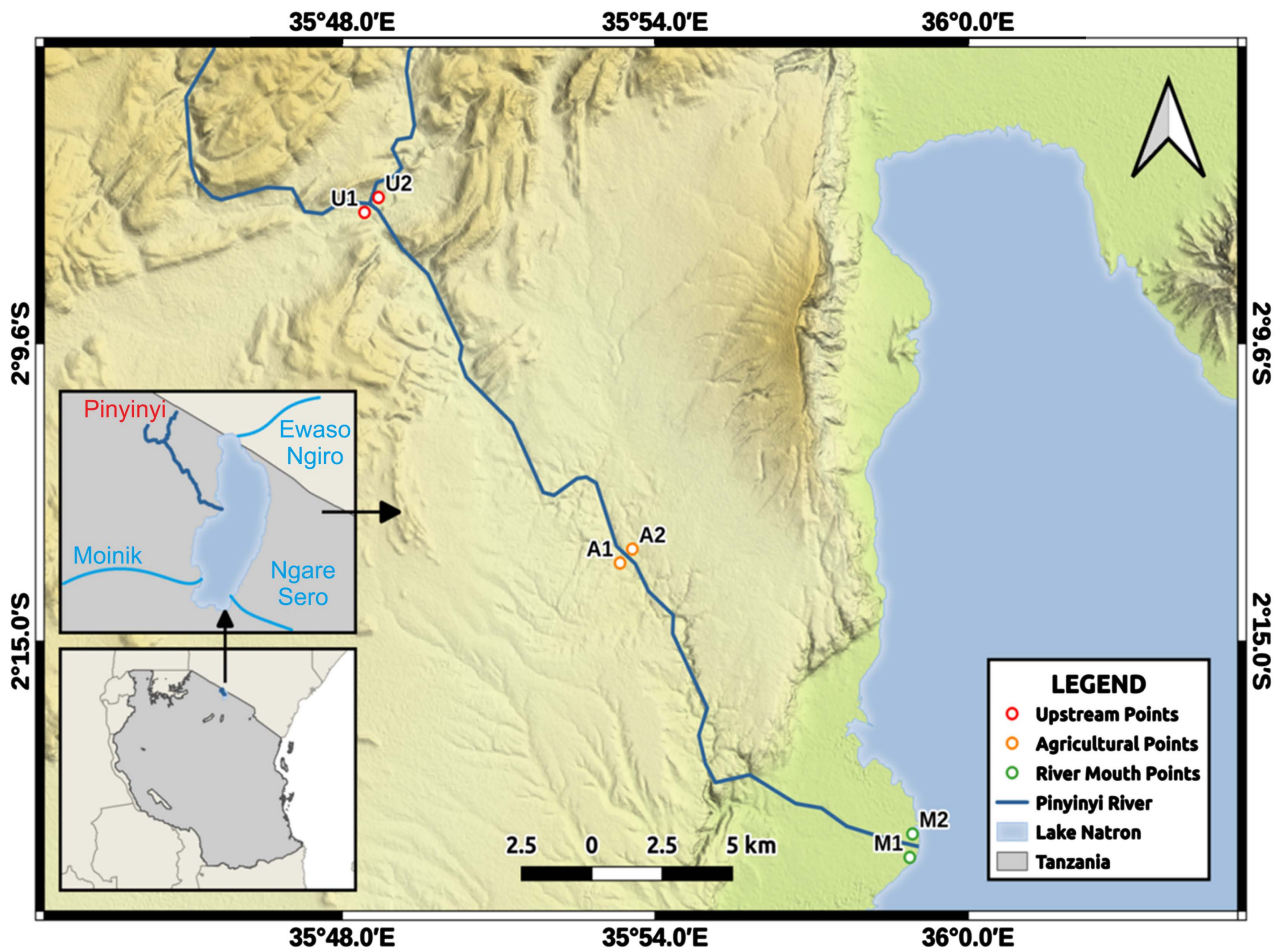 35°48.0'E 35°54.0'E 36°0.0'E
U2
U1
2°9.6'S 2°9.6'S
Pinyinyi
Ewaso
Ngiro
Moinik
Ngare
Sero
A2
A1
2°15.0'S 2°15.0'S
LEGEND
Upstream Points
Agricultural Points
River Mouth Points
Pinyinyi River
Lake Natron
Tanzania
M2
M1
2.5 0 2.5 5 km
35°48.0'E 35°54.0'E 36°0.0'E